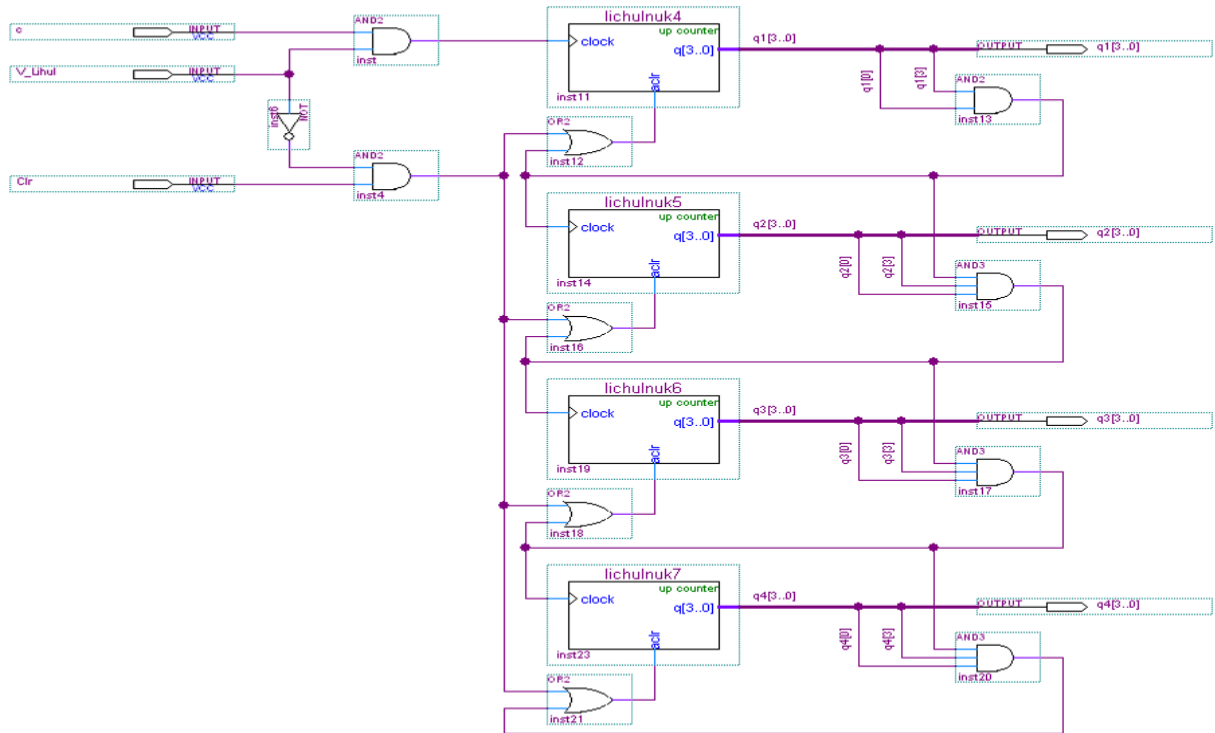 c
INPUT
VCC
AND2
inst
lichulnuk4
up counter
clock
q[3..0]
aclr
inst11
q1[3..0]
q1[0]
q1[3]
OUTPUT
q1[3..0]
AND2
inst13
V_Lihul
INPUT
VCC
inst6
NOT
OR2
inst12
Clr
INPUT
VCC
AND2
inst4
lichulnuk5
up counter
clock
q[3..0]
aclr
inst14
q2[3..0]
q2[0]
q2[3]
OUTPUT
q2[3..0]
AND3
inst15
OR2
inst16
lichulnuk6
up counter
clock
q[3..0]
aclr
inst19
q3[3..0]
q3[0]
q3[3]
OUTPUT
q3[3..0]
AND3
inst17
OR2
inst18
lichulnuk7
up counter
clock
q[3..0]
aclr
inst23
q4[3..0]
q4[0]
q4[3]
OUTPUT
q4[3..0]
AND3
inst20
OR2
inst21